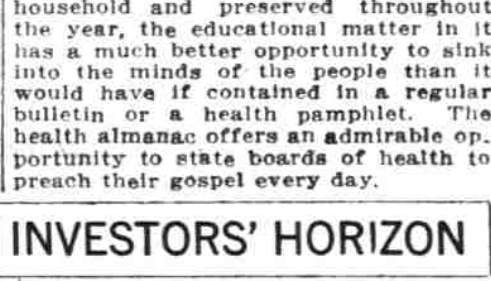 household and preserved throughout
the year, the educational matter in it
has a much better opportunity to sink
into the minds of the people than it
would have if contained in a regular
bulletin or a health pamphlet. The
health almanac offers an admirable op-
portunity to state boards of health to
preach their gospel every day.
INVESTORS' HORIZON